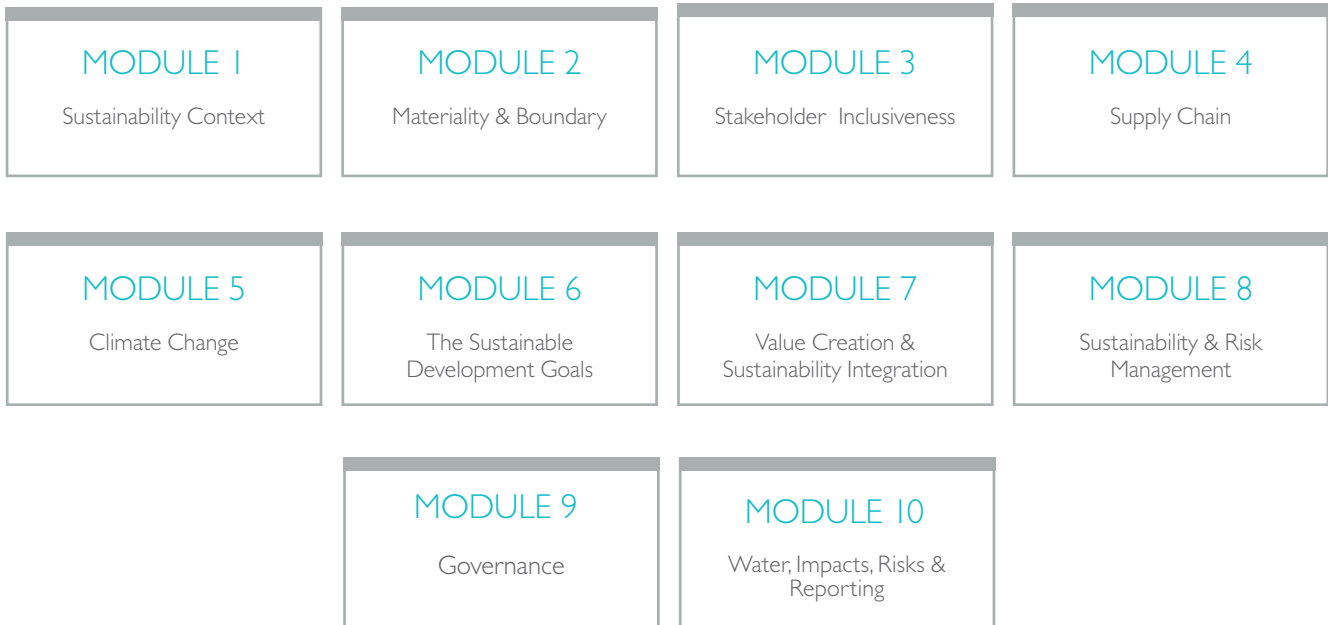 MODULE 1
Sustainability Context
MODULE 2
Materiality & Boundary
MODULE 3
Stakeholder Inclusiveness
MODULE 4
Supply Chain
MODULE 5
Climate Change
MODULE 6
The Sustainable
Development Goals
MODULE 7
Value Creation &
Sustainability Integration
MODULE 8
Sustainability & Risk
Management
MODULE 9
Governance
MODULE 10
Water, Impacts, Risks &
Reporting